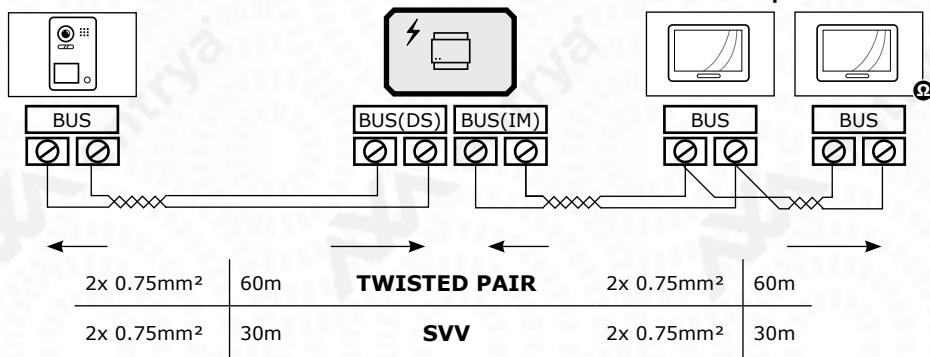 BUS BUS(DS) BUS(IM) BUS BUS
Ω
2x 0.75mm² 60m TWISTED PAIR 2x 0.75mm² 60m
2x 0.75mm² 30m SVV 2x 0.75mm² 30m